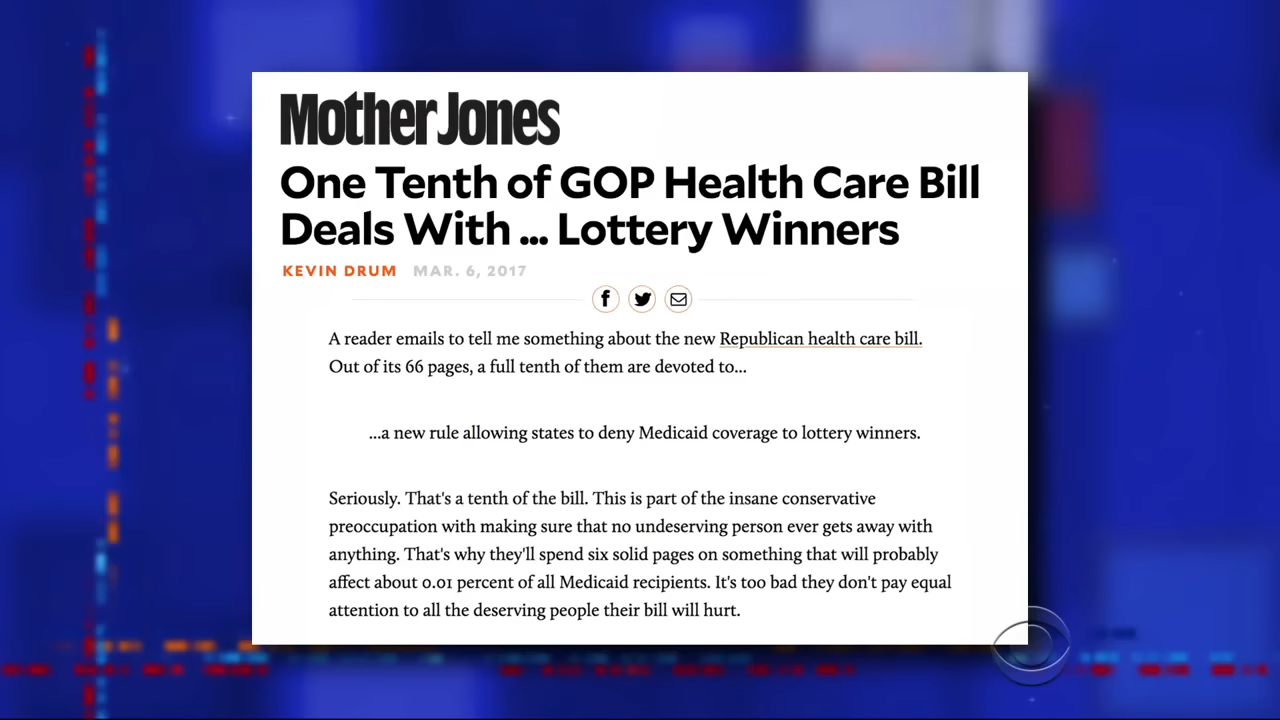 Mother Jones
One Tenth of GOP Health Care Bill
Deals With ... Lottery Winners
KEVIN DRUM MAR. 6, 2017
A reader emails to tell me something about the new Republican health care bill.
Out of its 66 pages, a full tenth of them are devoted to...
...a new rule allowing states to deny Medicaid coverage to lottery winners.
Seriously. That's a tenth of the bill. This is part of the insane conservative
preoccupation with making sure that no undeserving person ever gets away with
anything. That's why they'll spend six solid pages on something that will probably
affect about 0.01 percent of all Medicaid recipients. It's too bad they don't pay equal
attention to all the deserving people their bill will hurt.